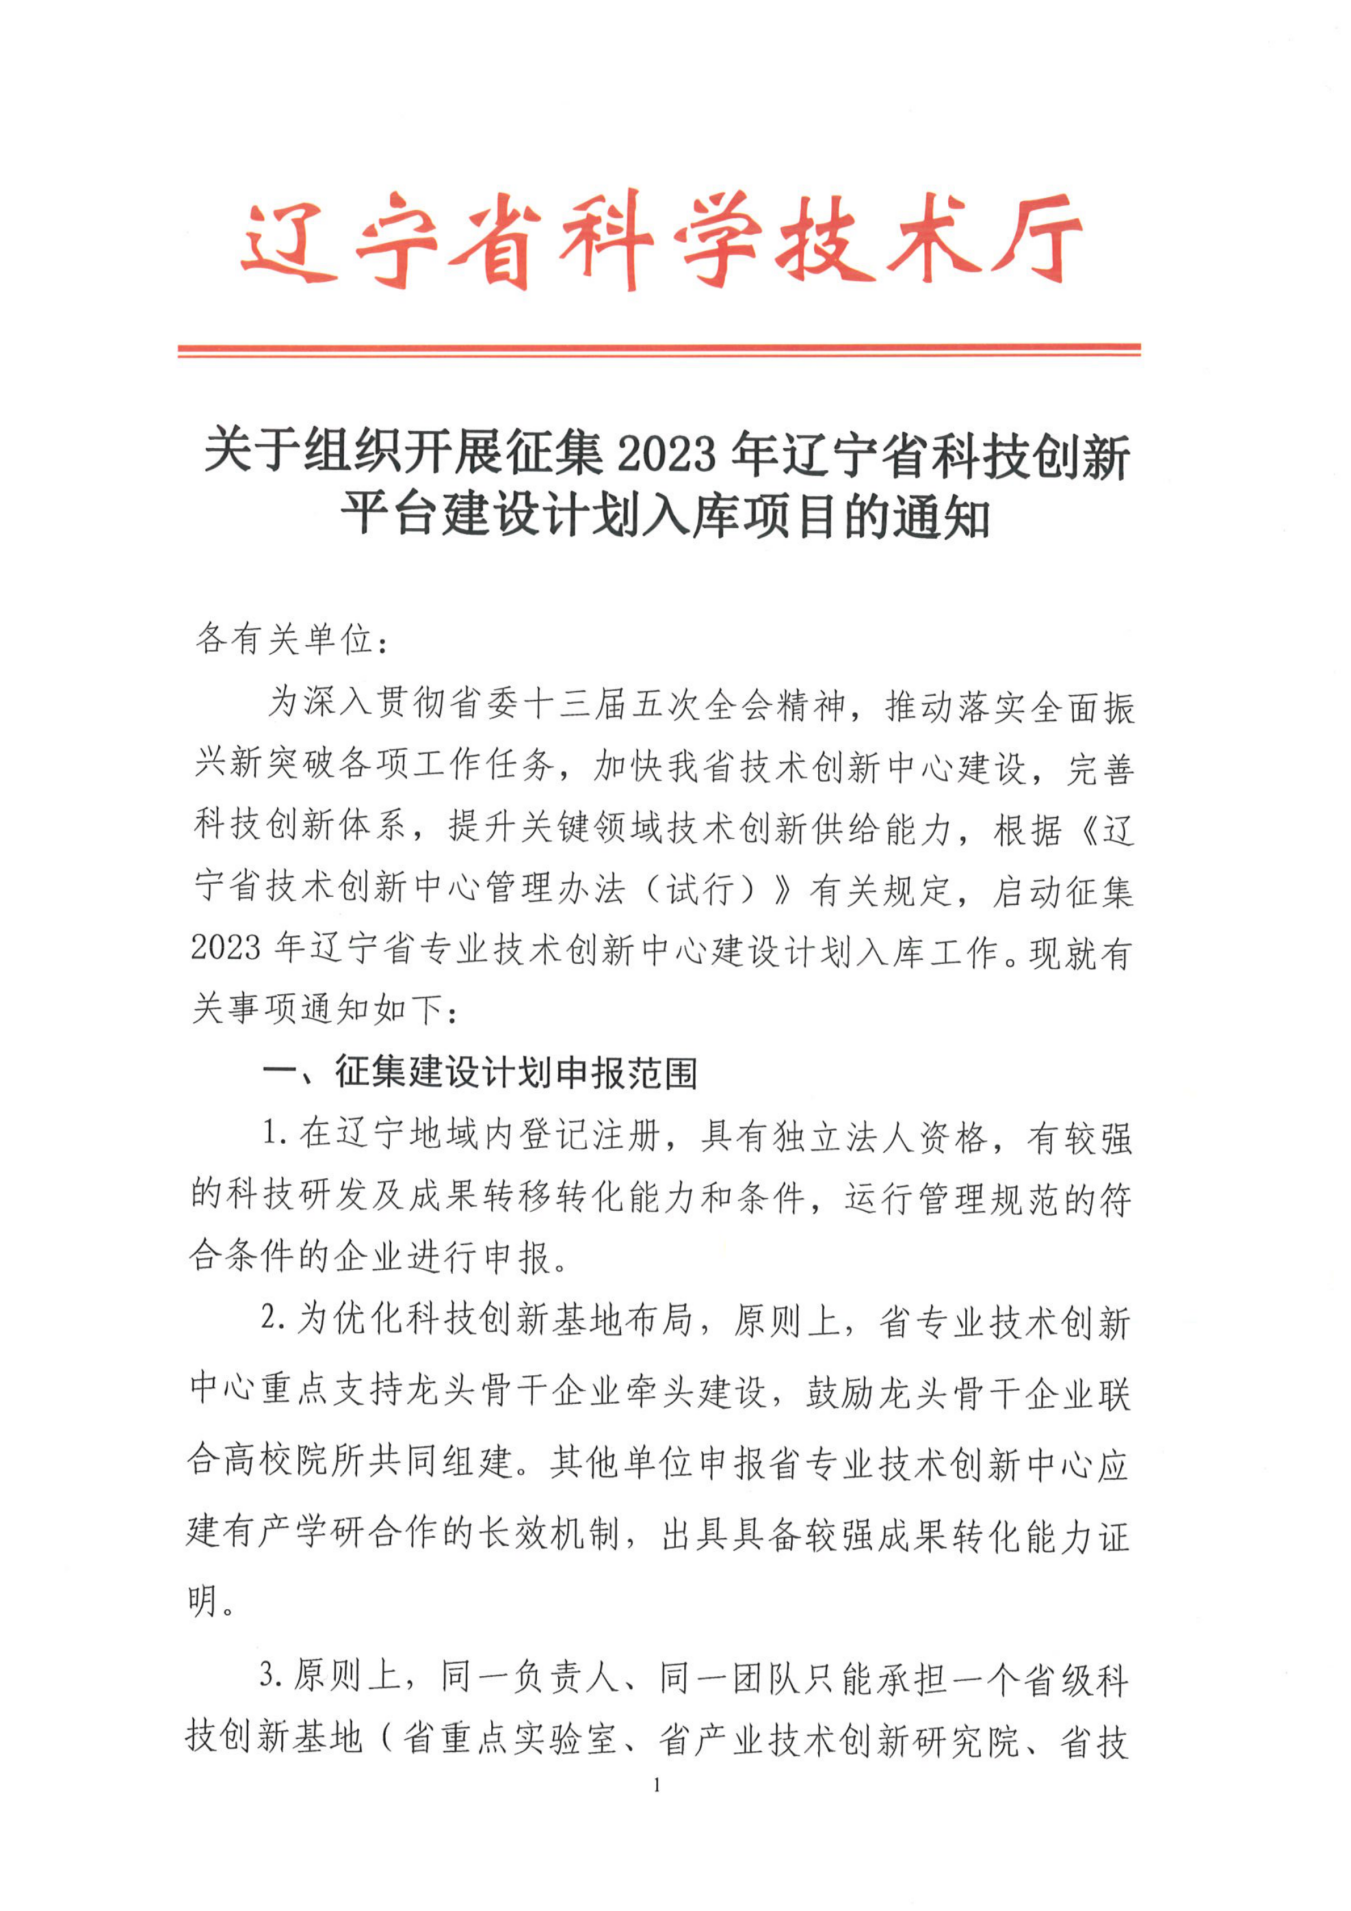 辽宁省科学技术厅
关于组织开展征集 2023 年辽宁省科技创新
平台建设计划入库项目的通知
各有关单位：
为深入贯彻省委十三届五次全会精神，推动落实全面振
兴新突破各项工作任务，加快我省技术创新中心建设，完善
科技创新体系，提升关键领域技术创新供给能力，根据《辽
宁省技术创新中心管理办法（试行）》有关规定，启动征集
2023 年辽宁省专业技术创新中心建设计划入库工作。现就有
关事项通知如下：
一、征集建设计划申报范围
1. 在辽宁地域内登记注册，具有独立法人资格，有较强
的科技研发及成果转移转化能力和条件，运行管理规范的符
合条件的企业进行申报。
2. 为优化科技创新基地布局，原则上，省专业技术创新
中心重点支持龙头骨干企业牵头建设，鼓励龙头骨干企业联
合高校院所共同组建。其他单位申报省专业技术创新中心应
建有产学研合作的长效机制，出具具备较强成果转化能力证
明。
3. 原则上，同一负责人、同一团队只能承担一个省级科
技创新基地（省重点实验室、省产业技术创新研究院、省技
1